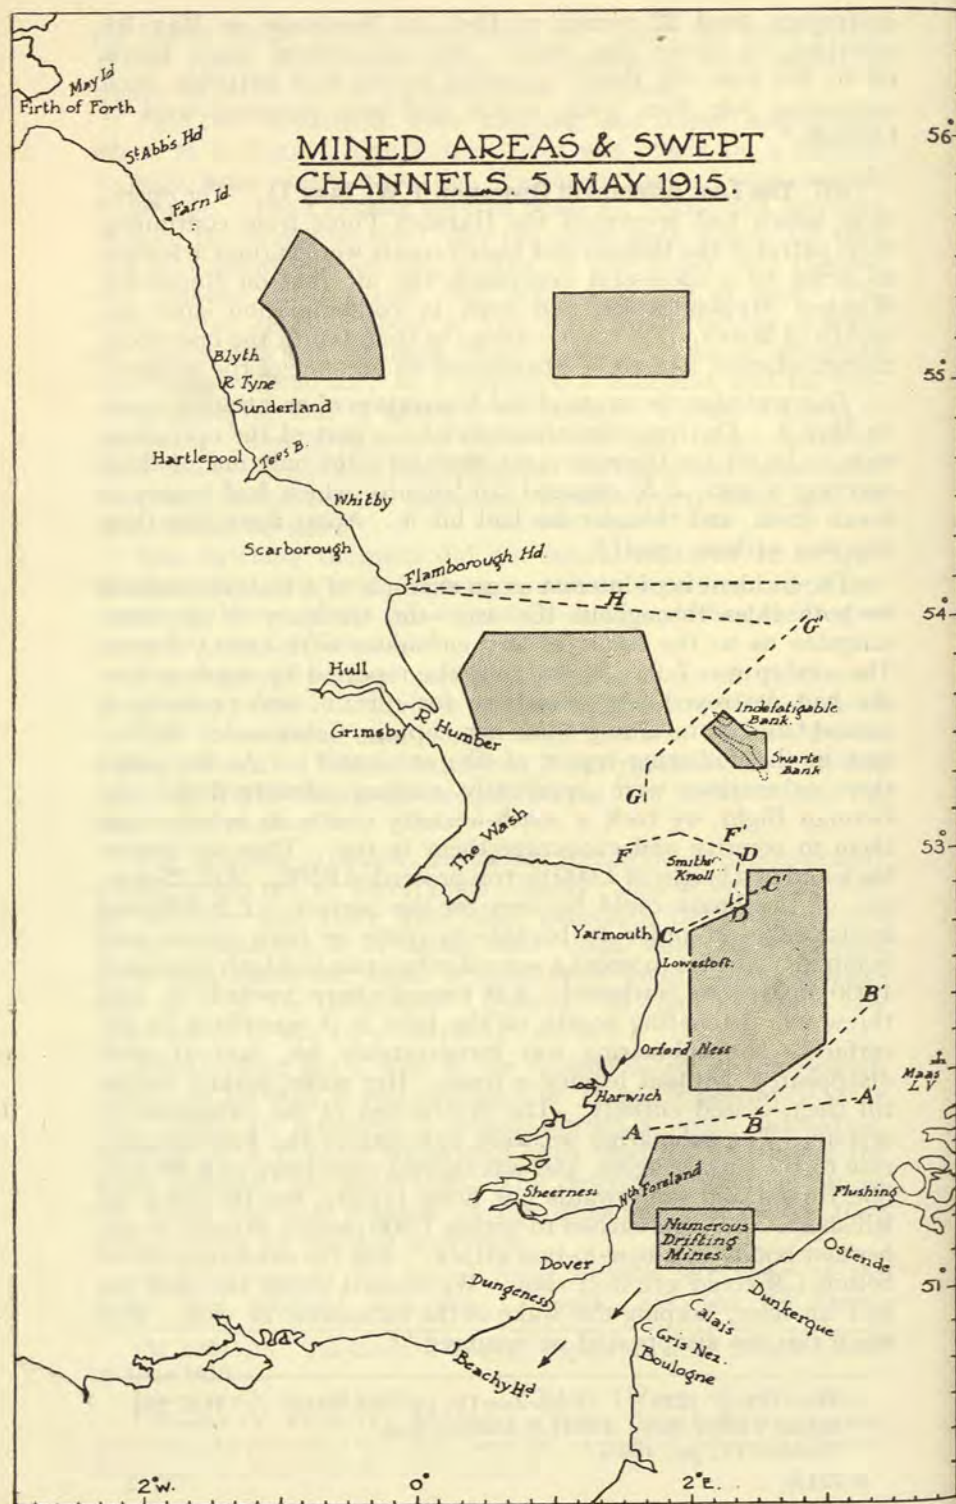 May Id
Firth of Forth
St Abb's Hd
Farn Id.
MINED AREAS & SWEPT
CHANNELS. 5 MAY 1915.
56°
Blyth
R Tyne
Sunderland
55°
Hartlepool
Tees B.
Whitby
Scarborough
Flamborough Hd.
H
54°
G'
Hull
R Humber
Grimsby
Indefatigable
Bank.
Swarte
Bank
G
The Wash
F
F'
D
53°
Smiths
Knoll
C'
D
Yarmouth
C
Lowestoft.
B'
Orford Ness
Maas
L V
Harwich
A'
A
B
Sheerness
Nth Foreland
Flushing
Numerous
Drifting
Mines.
Ostende
Dover
Dungeness
51°
Dunkerque
Calais
C. Gris Nez.
Boulogne
Beachy Hd
2°W.
0°
2°E.